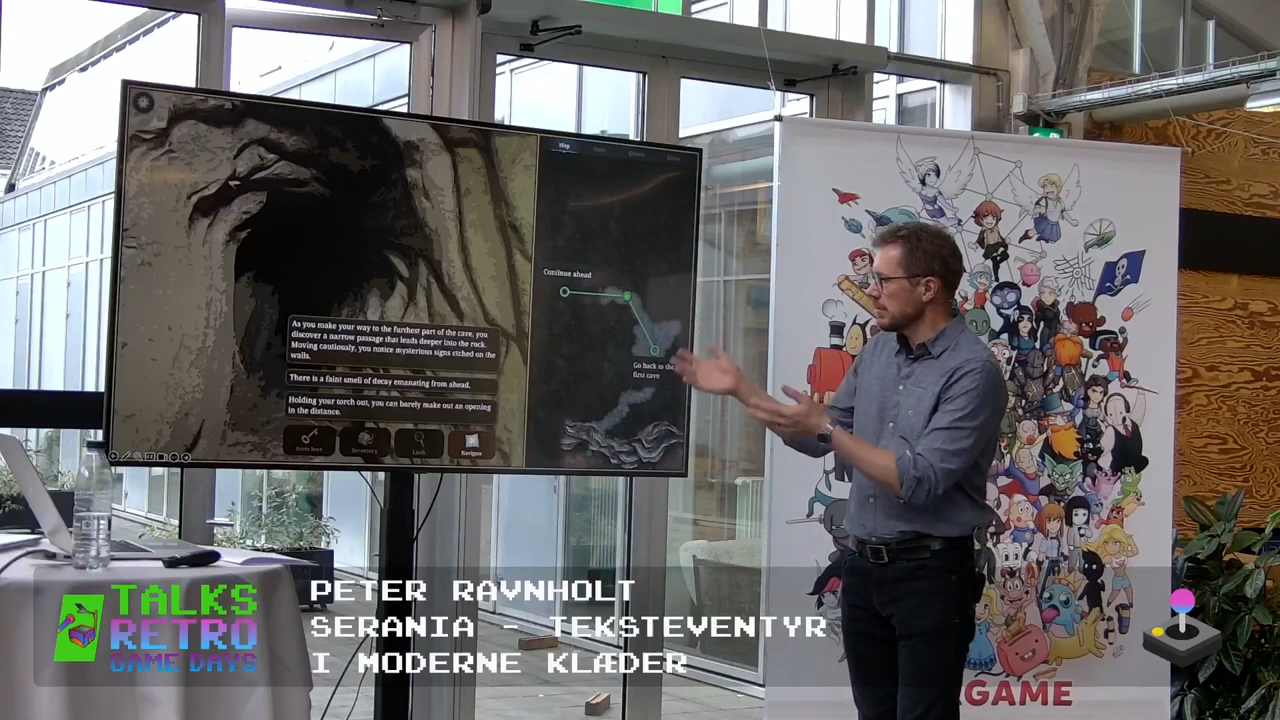 Map
Continue ahead
As you make your way to the furthest part of the cave, you
discover a narrow passage that leads deeper into the rock.
Moving cautiously, you notice mysterious signs etched on the
walls.
There is a faint smell of decay emanating from ahead.
Holding your torch out, you can barely make out an opening
in the distance.
Go back to the
first cave
Items here
Inventory
Look
Navigate
TALKS
RETRO
GAME DAYS
PETER RAVNHOLT
SERANIA - TEKSTEVENTYR
I MODERNE KLÆDER
GAME